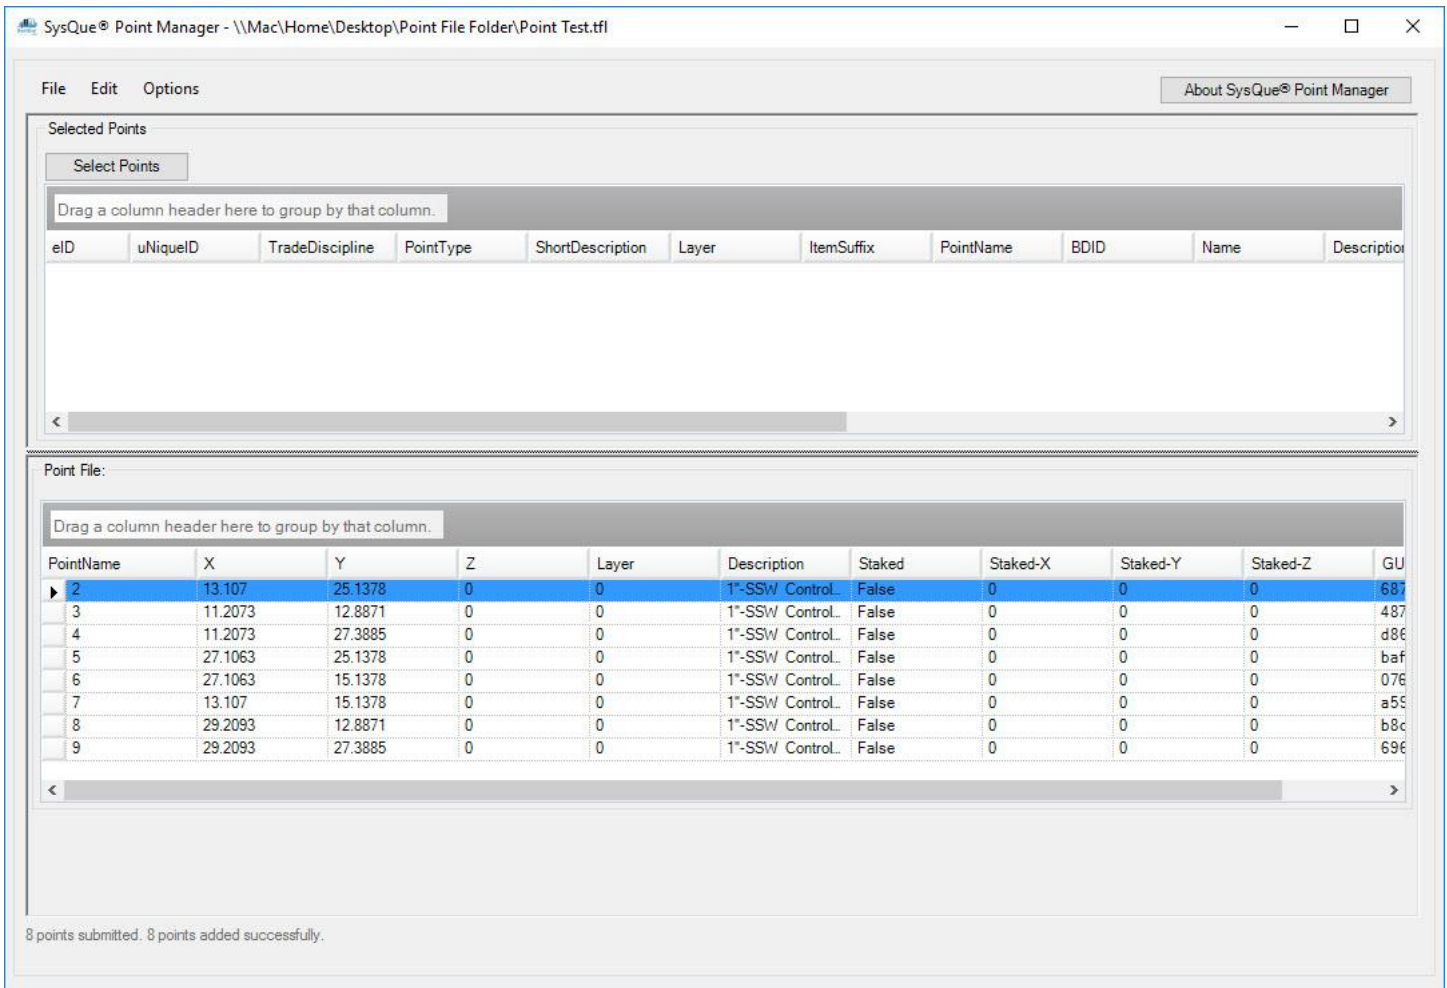 SysQue® Point Manager - \\Mac\Home\Desktop\Point File Folder\Point Test.tfl
File Edit Options About SysQue® Point Manager
Selected Points
Select Points
Drag a column header here to group by that column.
eID uNiqueID TradeDiscipline PointType ShortDescription Layer ItemSuffix PointName BDID Name Description
Point File:
Drag a column header here to group by that column.
PointName X Y Z Layer Description Staked Staked-X Staked-Y Staked-Z GU
2 13.107 25.1378 0 0 1"-SSW Control... False 0 0 0 687
3 11.2073 12.8871 0 0 1"-SSW Control... False 0 0 0 487
4 11.2073 27.3885 0 0 1"-SSW Control... False 0 0 0 d86
5 27.1063 25.1378 0 0 1"-SSW Control... False 0 0 0 baf
6 27.1063 15.1378 0 0 1"-SSW Control... False 0 0 0 076
7 13.107 15.1378 0 0 1"-SSW Control... False 0 0 0 a59
8 29.2093 12.8871 0 0 1"-SSW Control... False 0 0 0 b8c
9 29.2093 27.3885 0 0 1"-SSW Control... False 0 0 0 696
8 points submitted. 8 points added successfully.